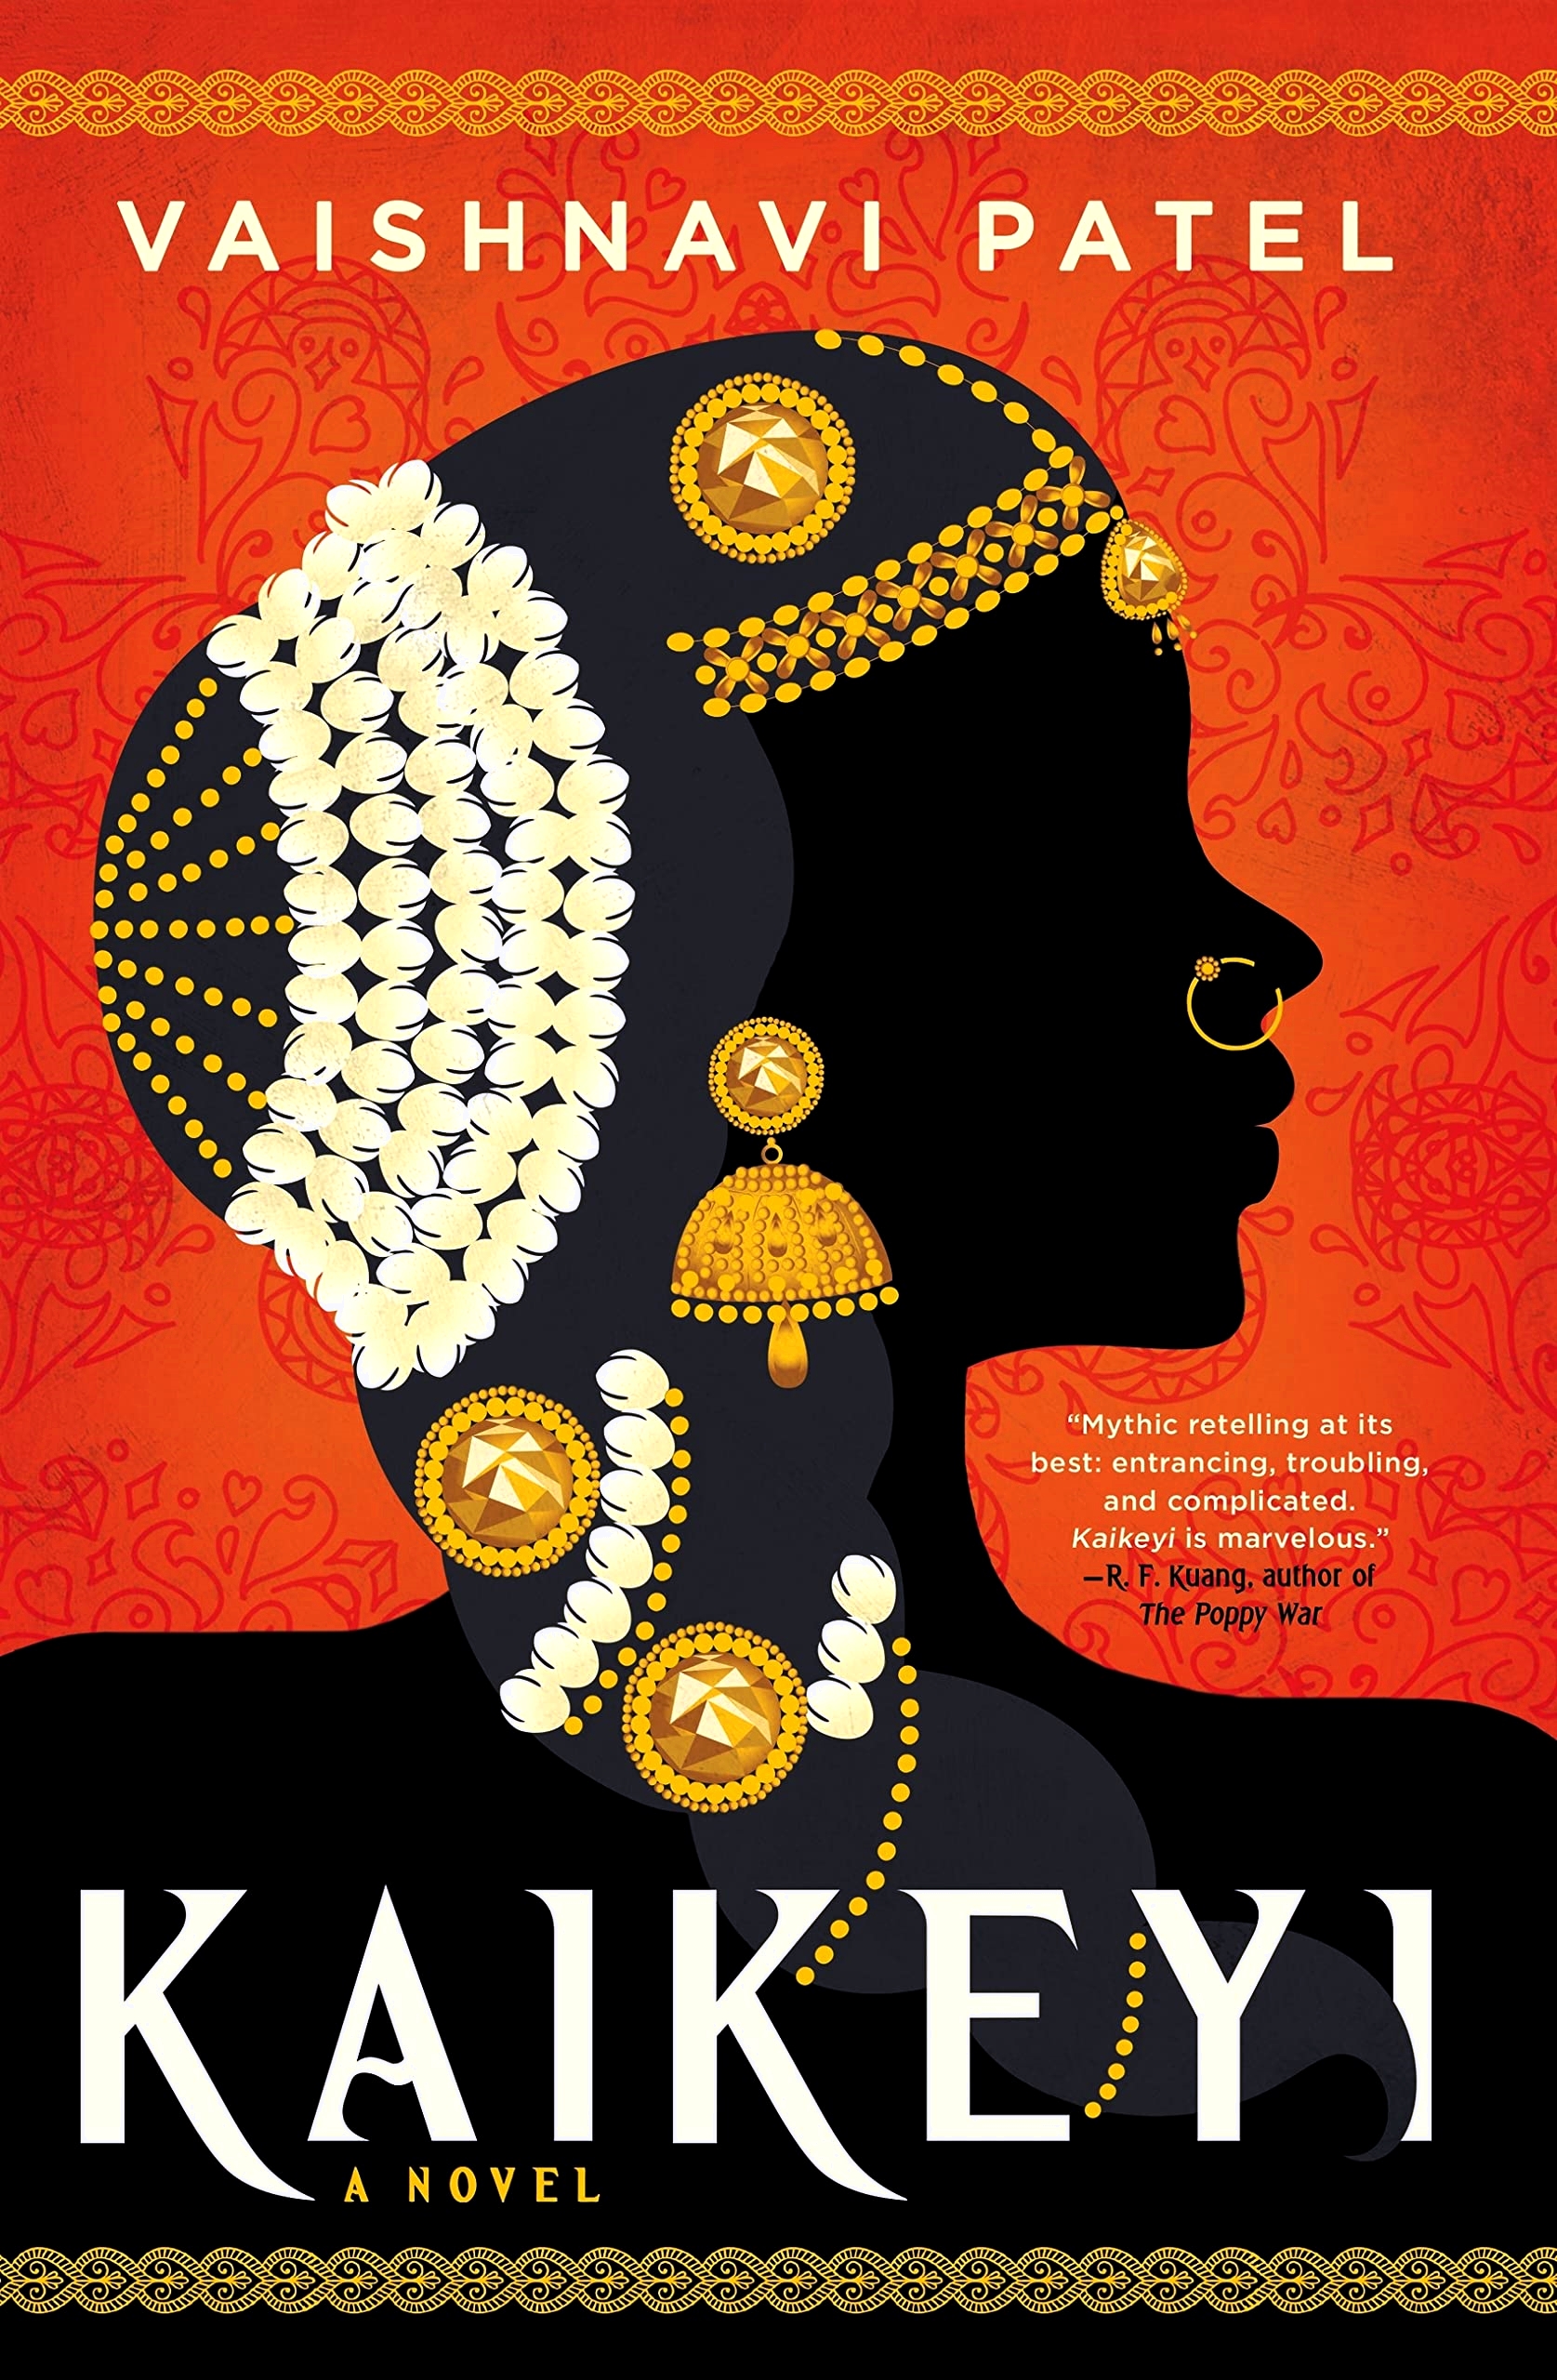 VAISHNAVI PATEL
“Mythic retelling at its
best: entrancing, troubling,
and complicated.
Kaikeyi is marvelous.”
—R. F. Kuang, author of
The Poppy War
KAIKEYI
A NOVEL